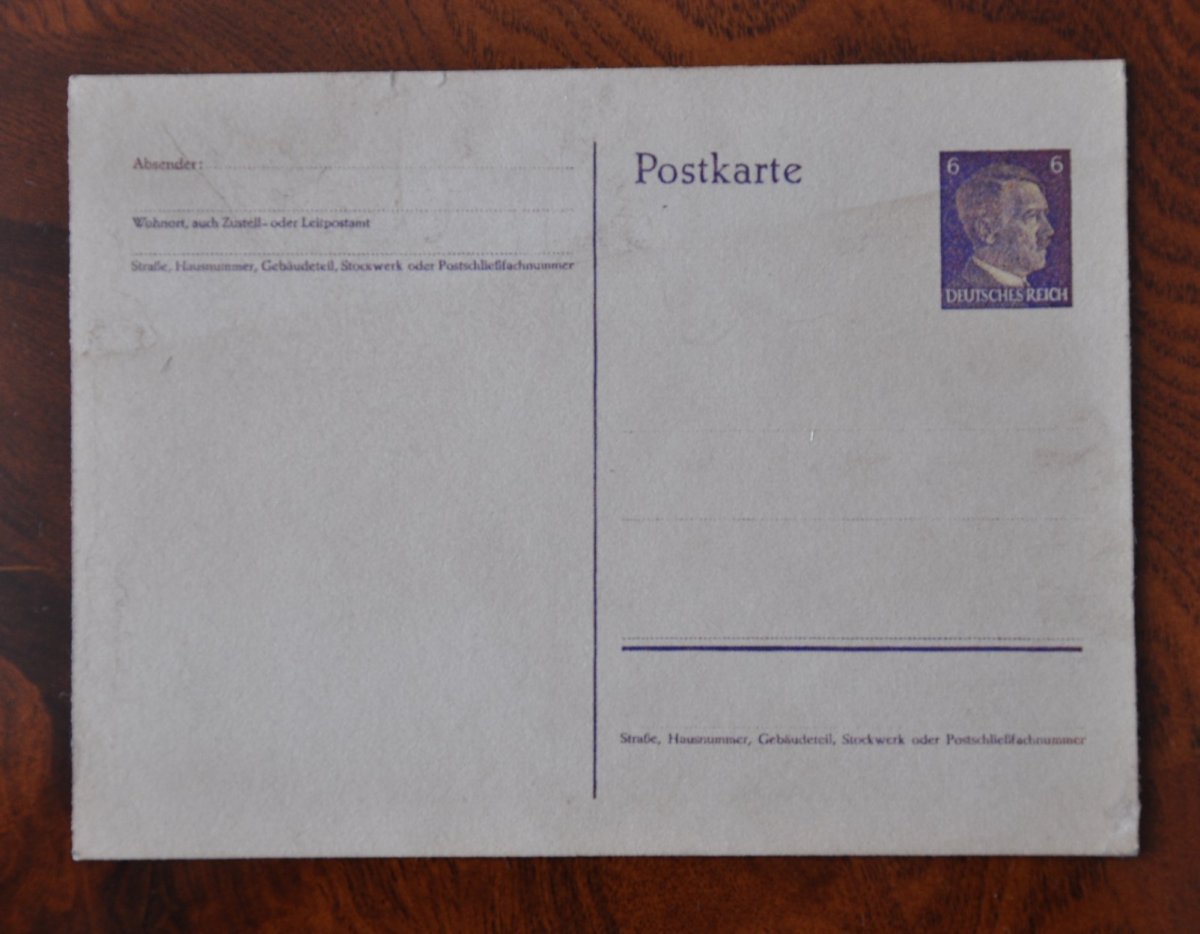 Absender:
Wohnort, auch Zustell- oder Leitpostamt
Straße, Hausnummer, Gebäudeteil, Stockwerk oder Postschließfachnummer
Postkarte
6 6
DEUTSCHES REICH
Straße, Hausnummer, Gebäudeteil, Stockwerk oder Postschließfachnummer